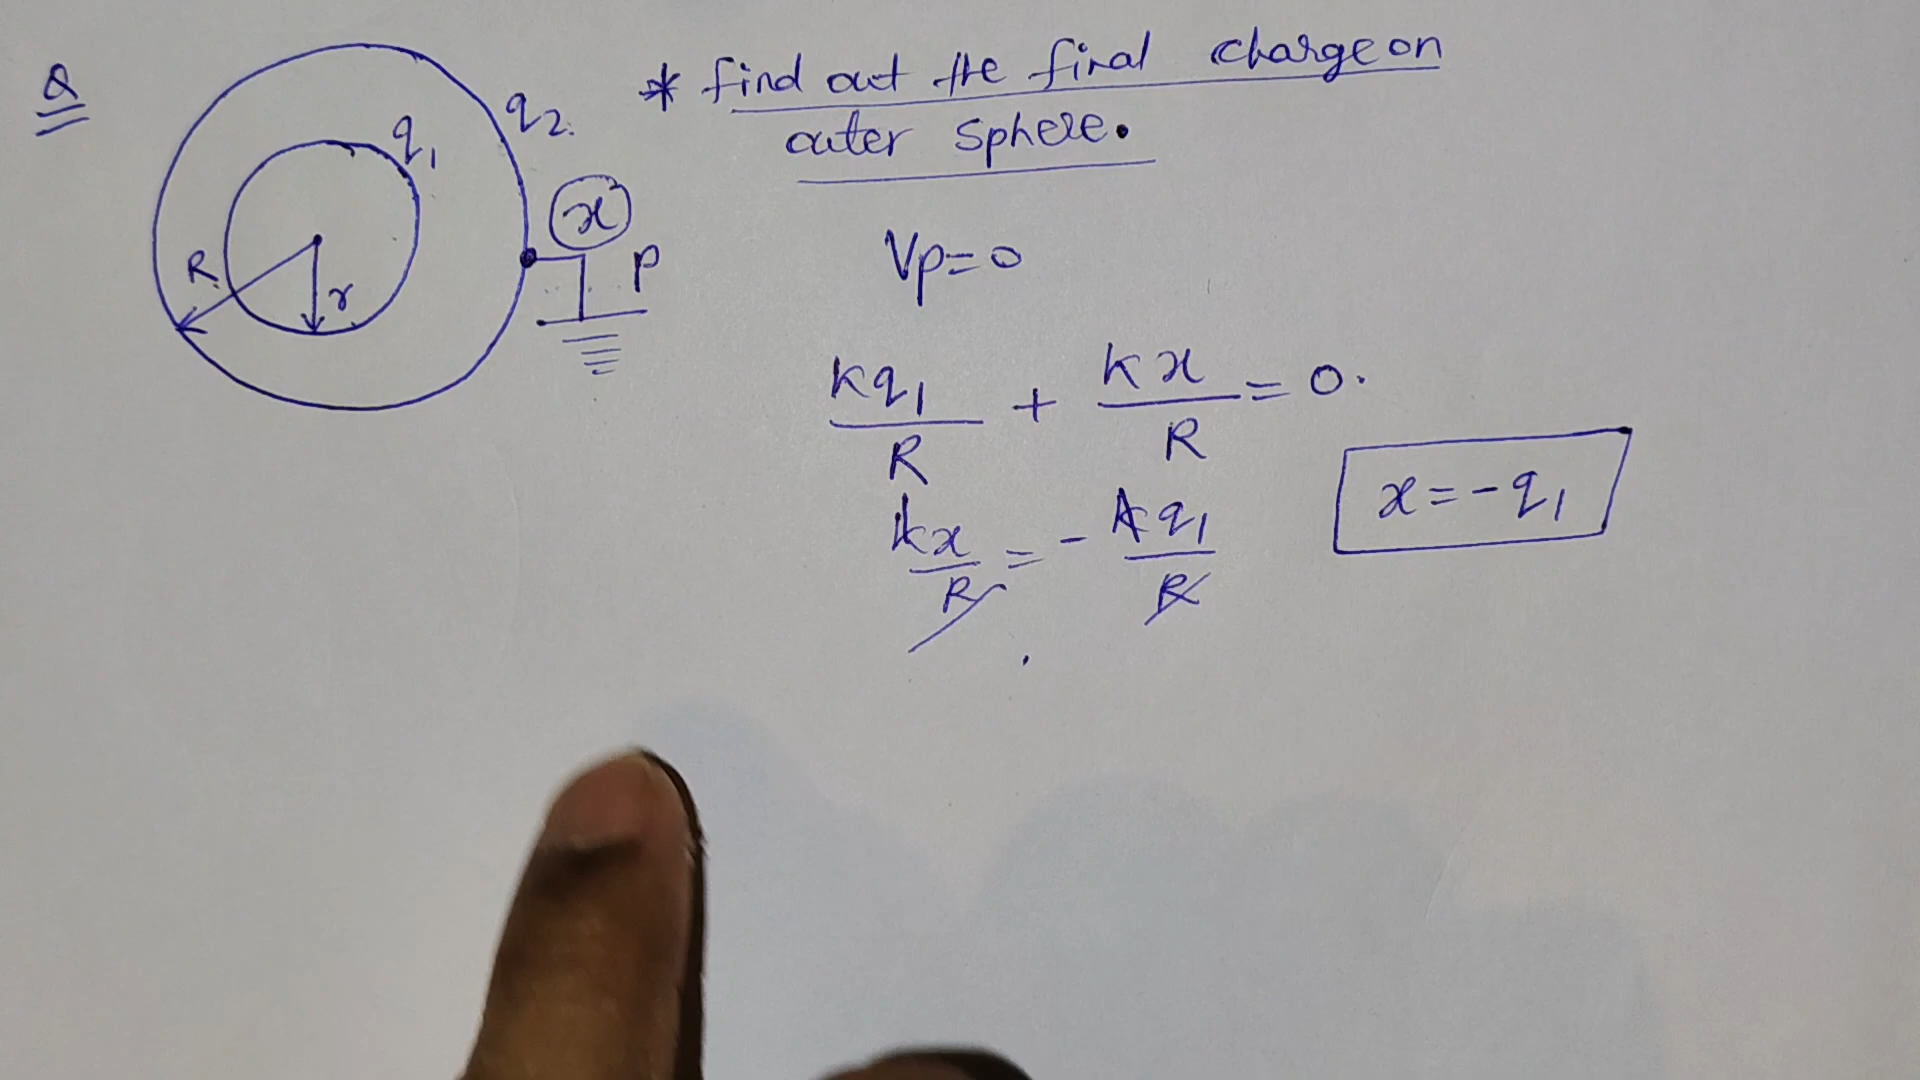 Q
q1
q2.
R
r
x
P
* find out the final charge on
outer sphere.
Vp=0
Kq1/R + Kx/R = 0.
Kx/R = - Kq1/R
x = - q1